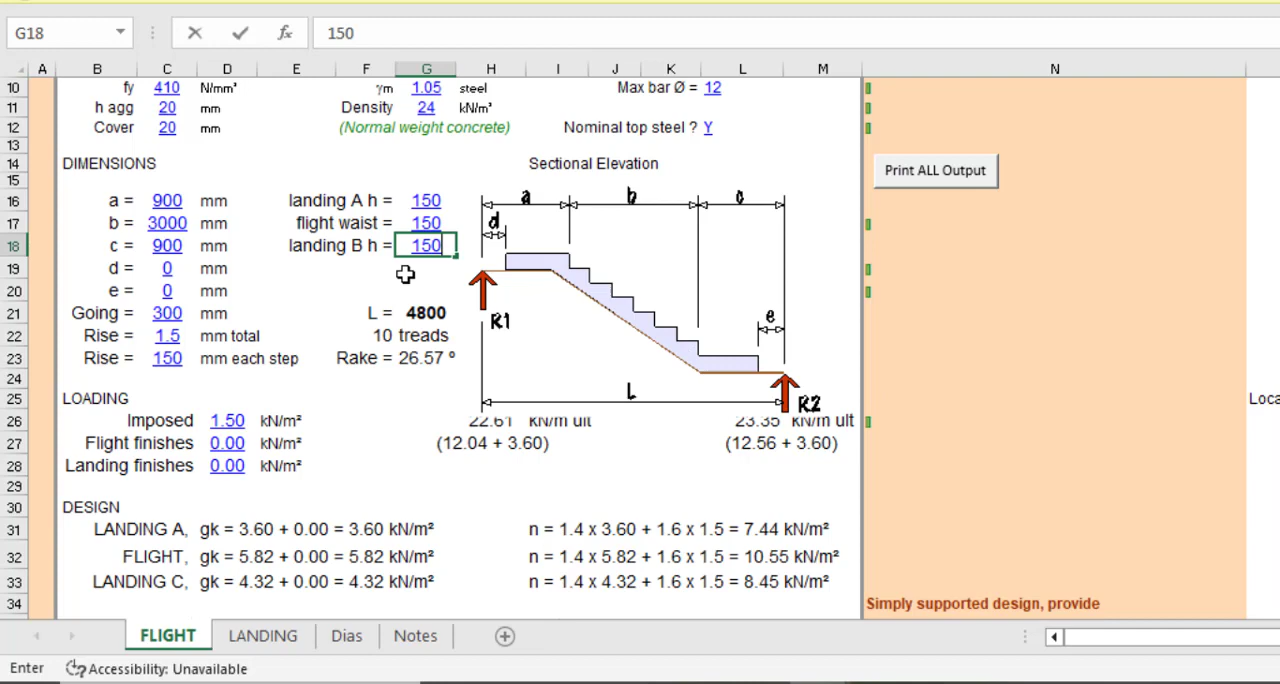 G18 fx 150
A B C D E F G H I J K L M N
10 fy 410 N/mm² γm 1.05 steel Max bar Ø = 12
11 h agg 20 mm Density 24 kN/m³
12 Cover 20 mm (Normal weight concrete) Nominal top steel ? Y
13
14 DIMENSIONS Sectional Elevation
Print ALL Output
15
16 a = 900 mm landing A h = 150 a b c
17 b = 3000 mm flight waist = 150 d
18 c = 900 mm landing B h = 150
19 d = 0 mm
20 e = 0 mm
21 Going = 300 mm L = 4800 R1 e
22 Rise = 1.5 mm total 10 treads
23 Rise = 150 mm each step Rake = 26.57 º
24
25 LOADING L R2
26 Imposed 1.50 kN/m² 22.61 kN/m ult 23.35 kN/m ult
27 Flight finishes 0.00 kN/m² (12.04 + 3.60) (12.56 + 3.60)
28 Landing finishes 0.00 kN/m²
29
30 DESIGN
31 LANDING A, gk = 3.60 + 0.00 = 3.60 kN/m² n = 1.4 x 3.60 + 1.6 x 1.5 = 7.44 kN/m²
32 FLIGHT, gk = 5.82 + 0.00 = 5.82 kN/m² n = 1.4 x 5.82 + 1.6 x 1.5 = 10.55 kN/m²
33 LANDING C, gk = 4.32 + 0.00 = 4.32 kN/m² n = 1.4 x 4.32 + 1.6 x 1.5 = 8.45 kN/m²
34 Simply supported design, provide
FLIGHT LANDING Dias Notes
Enter Accessibility: Unavailable